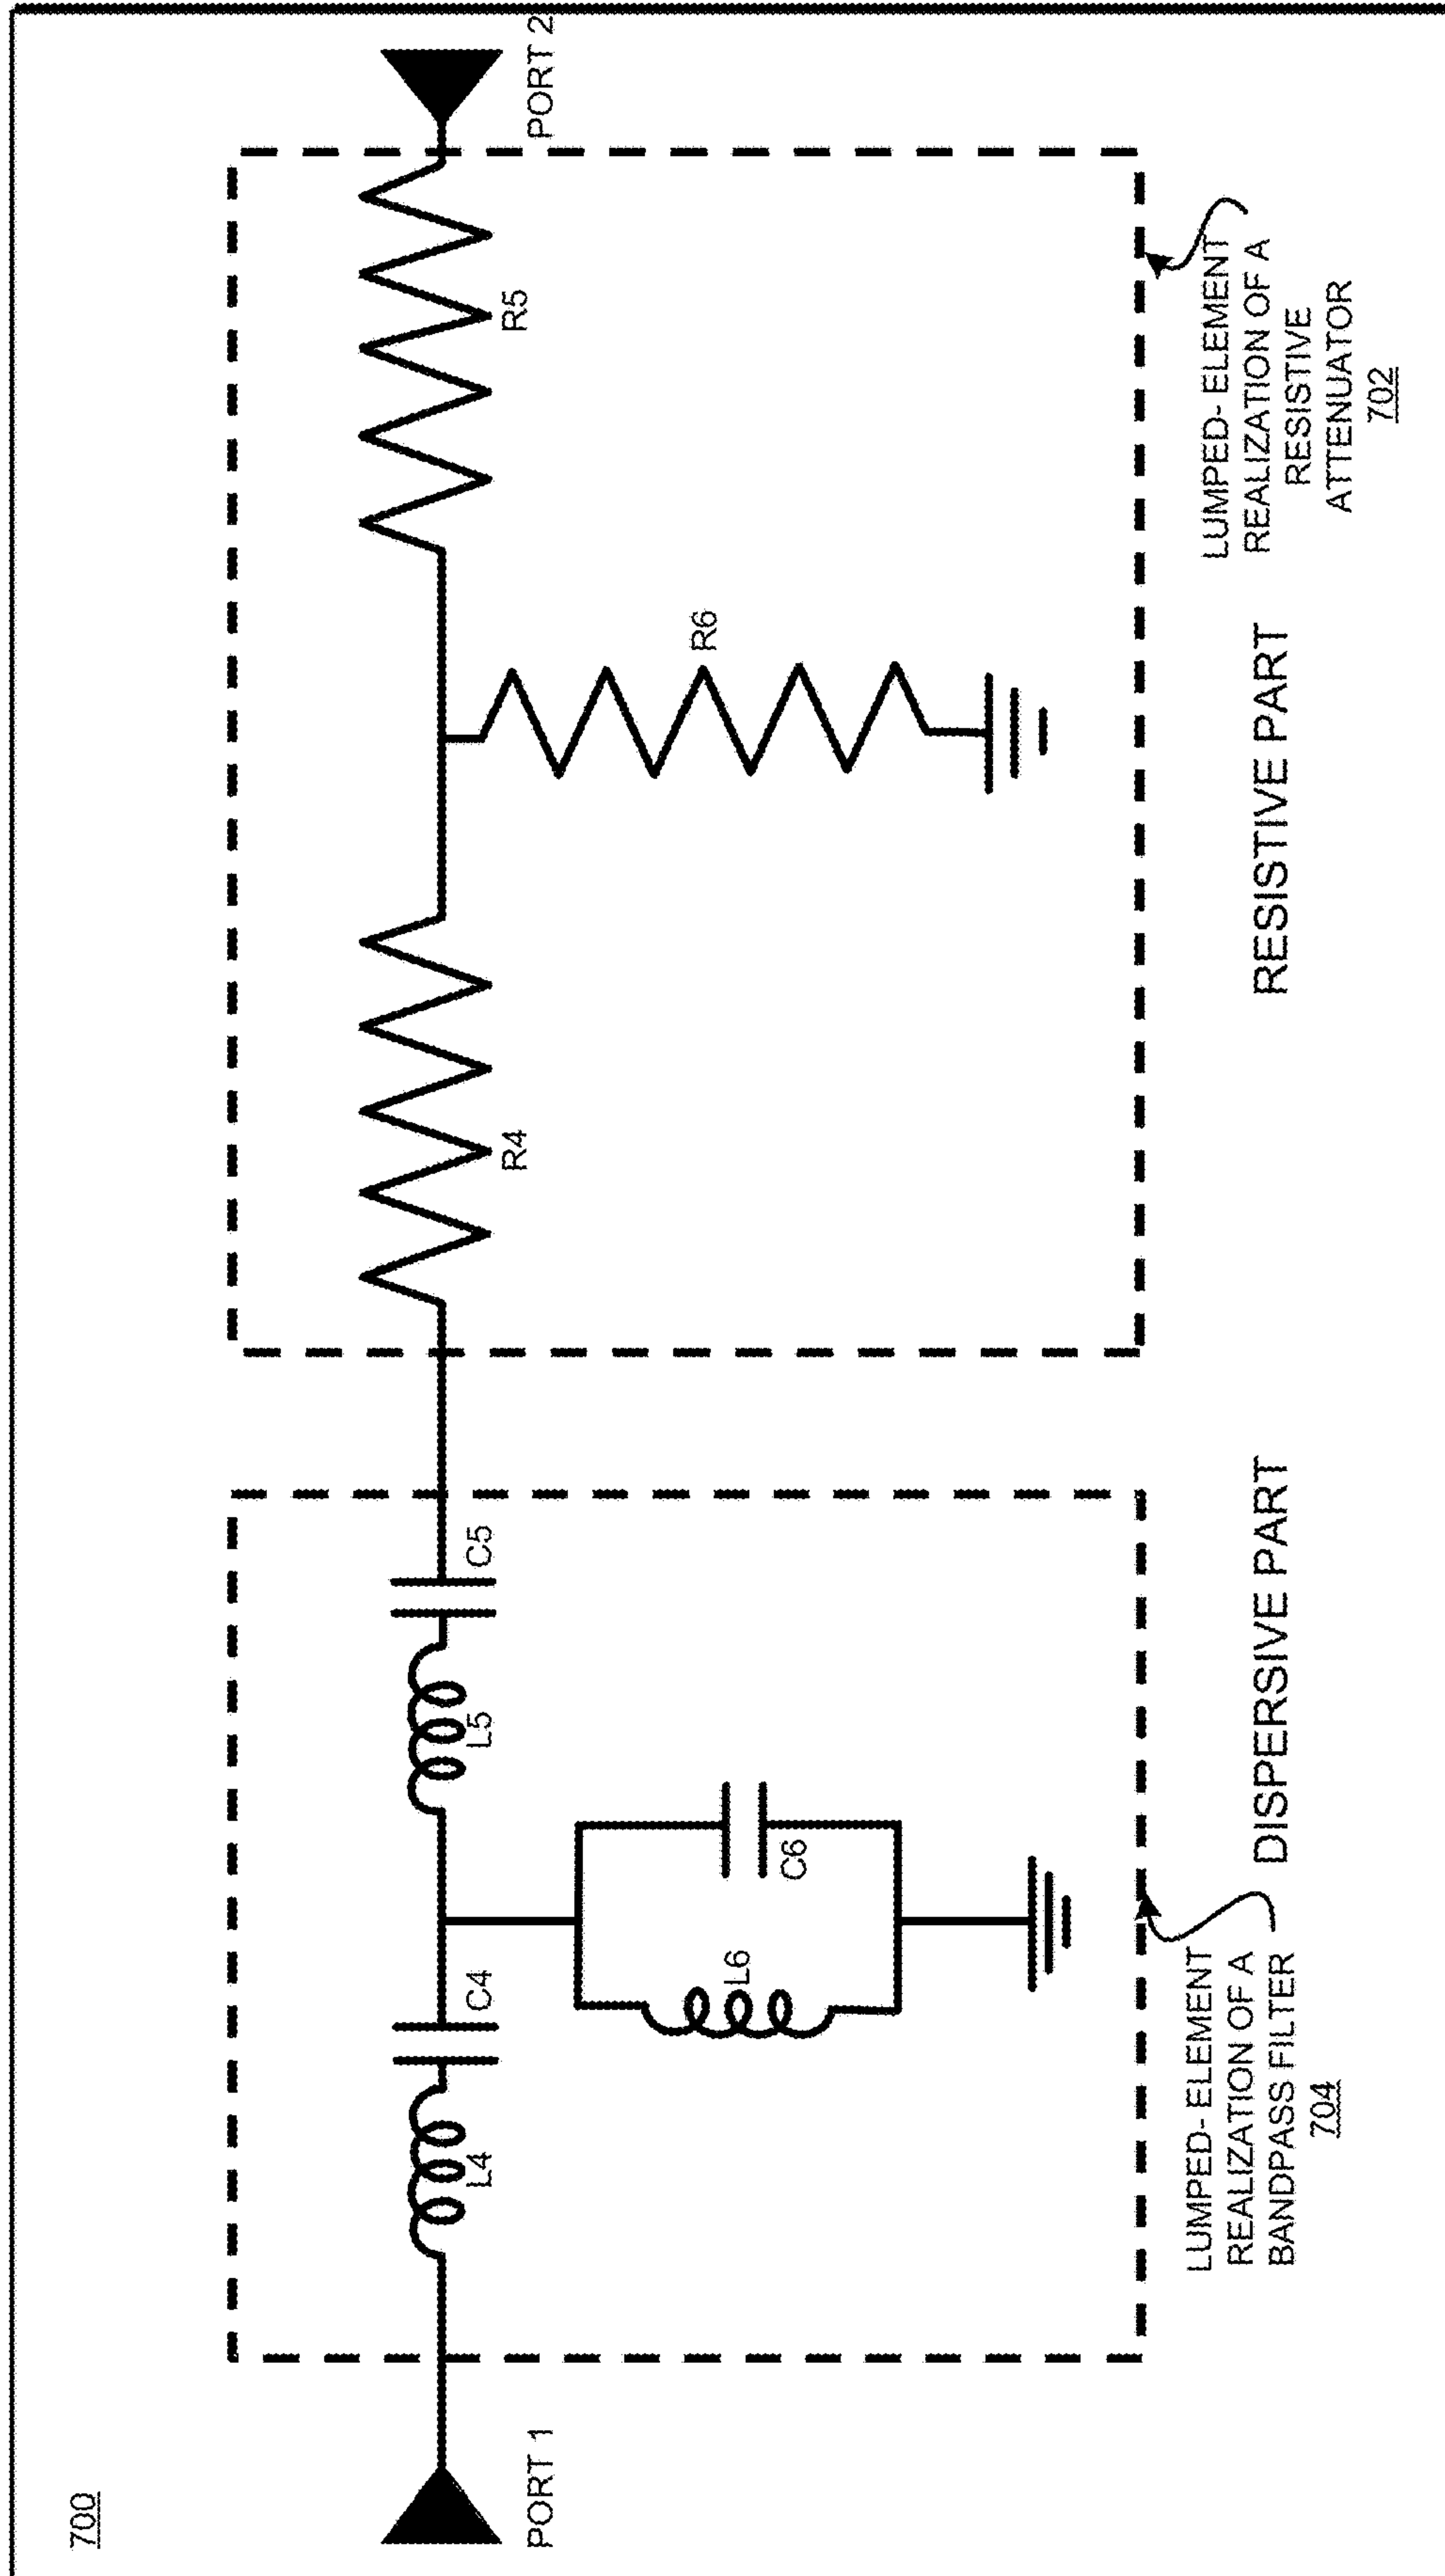 700
PORT 1
L4
C4
L5
C5
L6
C6
R4
R5
R6
PORT 2
LUMPED- ELEMENT
REALIZATION OF A
BANDPASS FILTER
704
DISPERSIVE PART
RESISTIVE PART
LUMPED- ELEMENT
REALIZATION OF A
RESISTIVE
ATTENUATOR
702